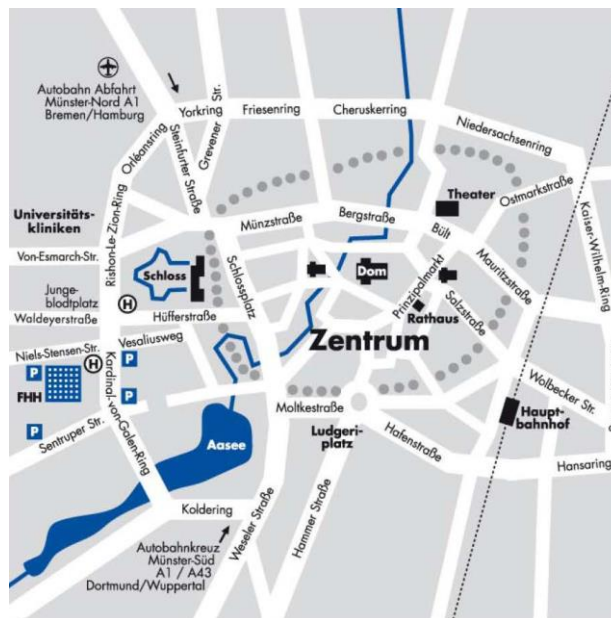 Autobahn Abfahrt
Münster-Nord A1
Bremen/Hamburg
Yorkring
Friesenring
Cheruskerring
Niedersachsenring
Orléansring
Steinfurter Straße
Grevener Str.
Theater
Ostmarkstraße
Kaiser-Wilhelm-Ring
Universitäts-
kliniken
Rishon-Le-Zion-Ring
Münzstraße
Bergstraße
Bült
Mauritzstraße
Von-Esmarch-Str.
Schloss
Schlossplatz
Dom
Prinzipalmarkt
Salzstraße
Junge-
blodtplatz
H
Waldeyerstraße
Hüfferstraße
Rathaus
Zentrum
Niels-Stensen-Str.
Vesaliusweg
H
P
P
FHH
Kardinal-von-Galen-Ring
P
P
Sentruper Str.
Wolbecker Str.
Haupt-
bahnhof
Moltkestraße
Ludgeri-
platz
Hafenstraße
Hansaring
Aasee
Koldering
Weseler Straße
Hammer Straße
Autobahnkreuz
Münster-Süd
A1 / A43
Dortmund/Wuppertal